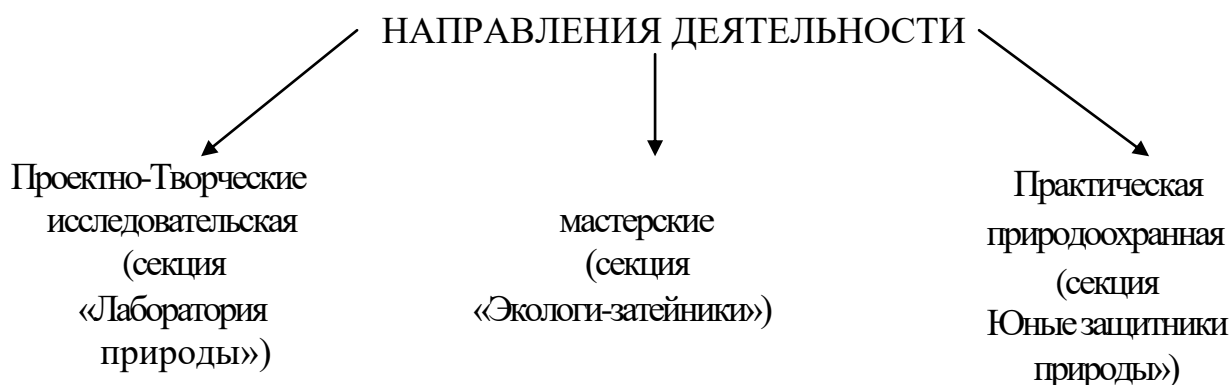 НАПРАВЛЕНИЯ ДЕЯТЕЛЬНОСТИ
Проектно-Творческие
исследовательская
(секция
«Лаборатория
природы»)
мастерские
(секция
«Экологи-затейники»)
Практическая
природоохранная
(секция
Юные защитники
природы»)